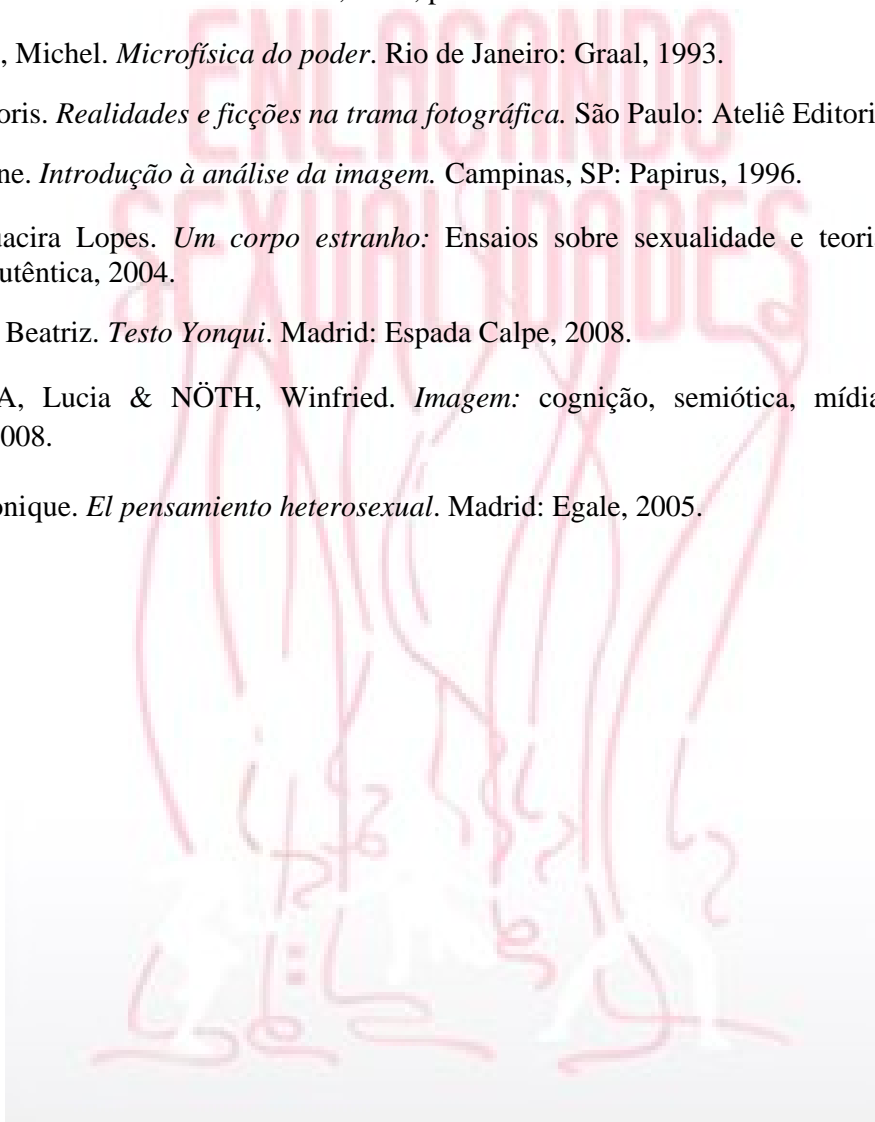 ENLAÇANDO
SEXUALIDADES
, Michel. Microfísica do poder. Rio de Janeiro: Graal, 1993.
oris. Realidades e ficções na trama fotográfica. São Paulo: Ateliê Editori
ne. Introdução à análise da imagem. Campinas, SP: Papirus, 1996.
uacira Lopes. Um corpo estranho: Ensaios sobre sexualidade e teori
utêntica, 2004.
Beatriz. Testo Yonqui. Madrid: Espada Calpe, 2008.
A, Lucia & NÖTH, Winfried. Imagem: cognição, semiótica, mídia
008.
onique. El pensamiento heterosexual. Madrid: Egale, 2005.